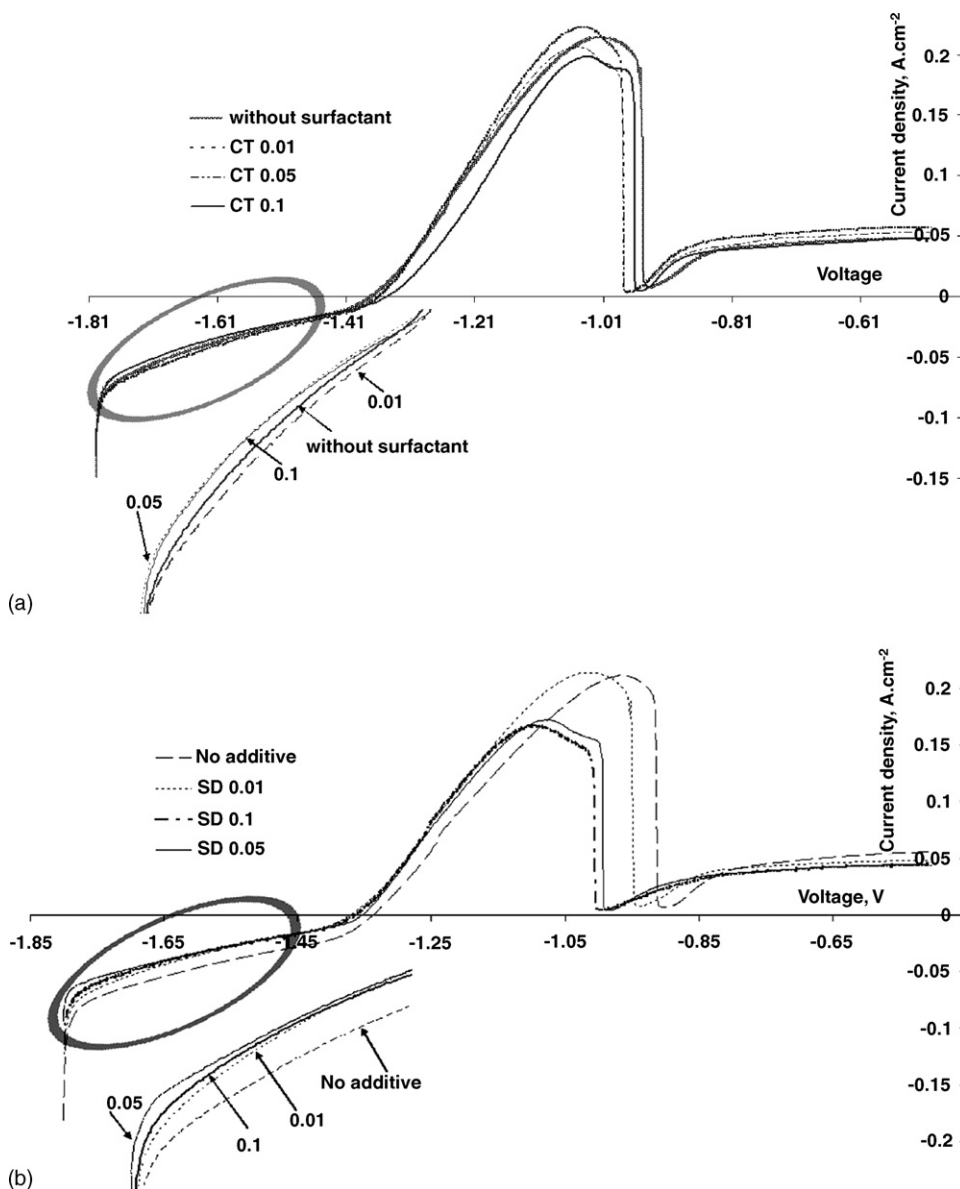 Current density, A.cm-2
0.2
0.15
0.1
0.05
0
-0.05
-0.1
-0.15
without surfactant
CT 0.01
CT 0.05
CT 0.1
Voltage
-1.81 -1.61 -1.41 -1.21 -1.01 -0.81 -0.61
0.01
without surfactant
0.1
0.05
(a)
Current density, A.cm-2
0.2
0.15
0.1
0.05
0
-0.05
-0.1
-0.15
-0.2
No additive
SD 0.01
SD 0.1
SD 0.05
Voltage, V
-1.85 -1.65 -1.45 -1.25 -1.05 -0.85 -0.65
No additive
0.05
0.01
0.1
(b)